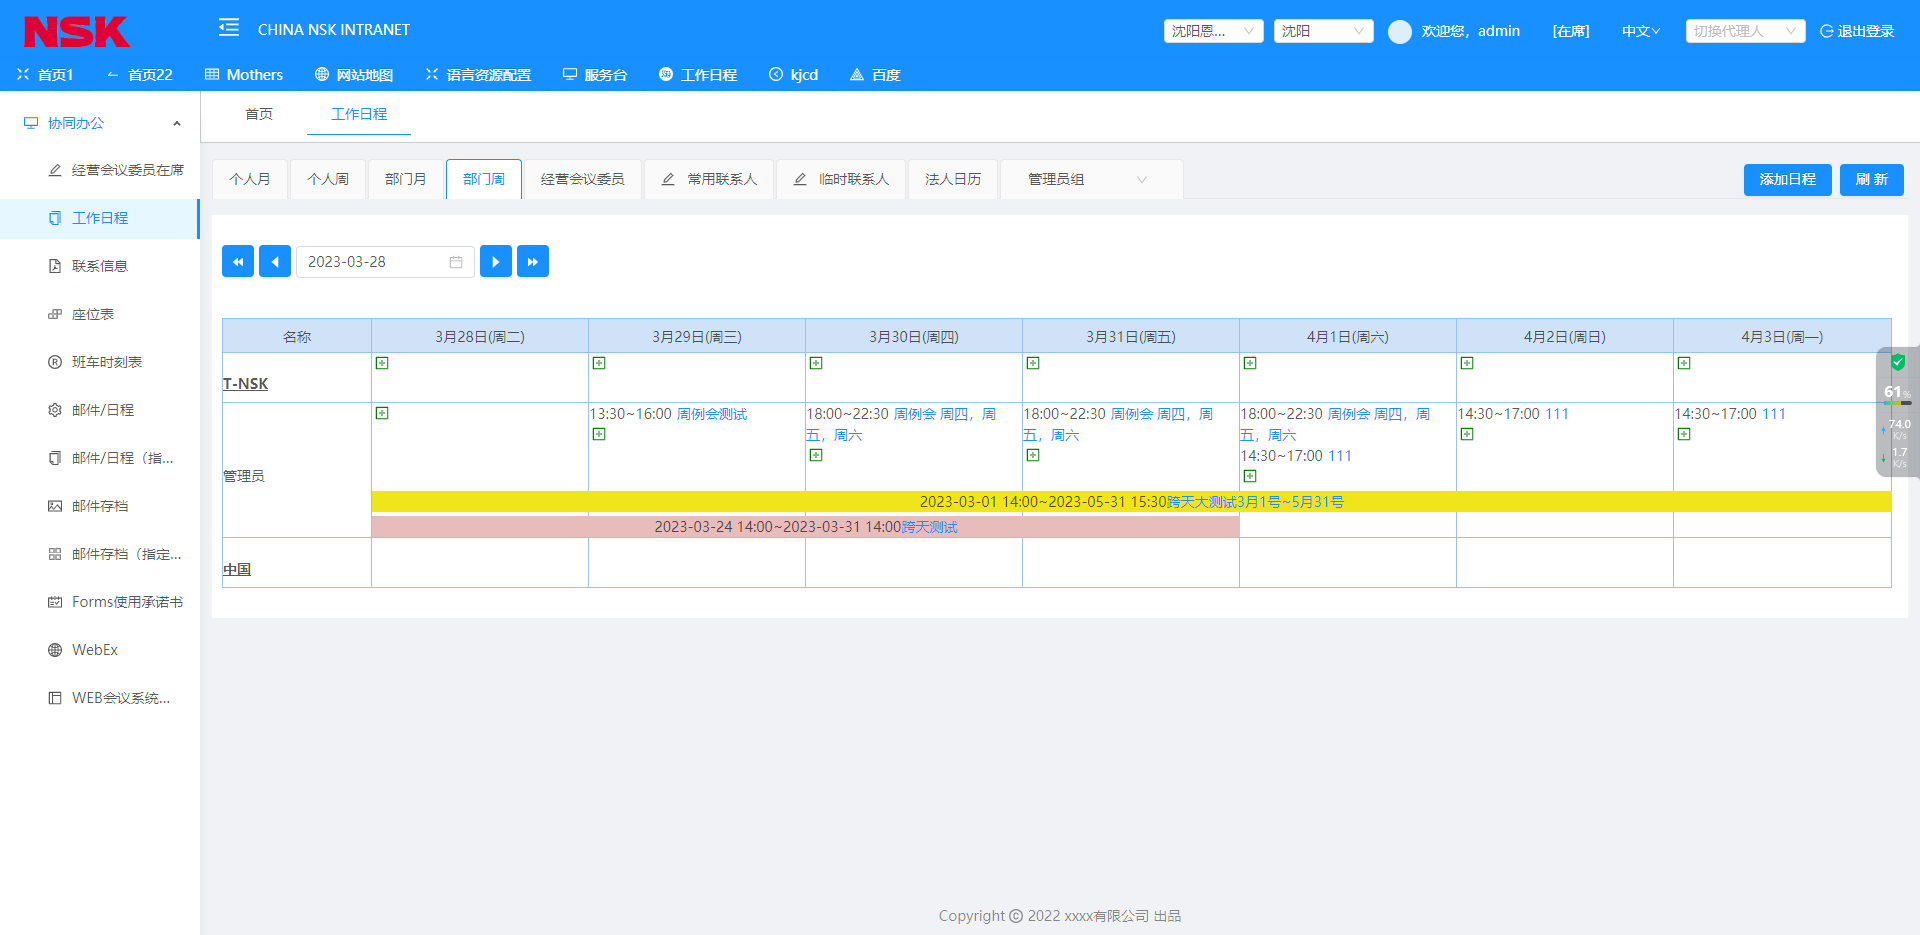 NSK
CHINA NSK INTRANET
沈阳恩...
沈阳
欢迎您，admin
[在席]
中文
切换代理人
退出登录
首页1
首页22
Mothers
网站地图
语言资源配置
服务台
工作日程
kjcd
百度
协同办公
经营会议委员在席
工作日程
联系信息
座位表
班车时刻表
邮件/日程
邮件/日程（指...
邮件存档
邮件存档（指定...
Forms使用承诺书
WebEx
WEB会议系统...
首页
工作日程
个人月
个人周
部门月
部门周
经营会议委员
常用联系人
临时联系人
法人日历
管理员组
添加日程
刷 新
2023-03-28
名称
3月28日(周二)
3月29日(周三)
3月30日(周四)
3月31日(周五)
4月1日(周六)
4月2日(周日)
4月3日(周一)
T-NSK
管理员
13:30~16:00 周例会测试
18:00~22:30 周例会 周四，周
五，周六
18:00~22:30 周例会 周四，周
五，周六
18:00~22:30 周例会 周四，周
五，周六
14:30~17:00 111
14:30~17:00 111
14:30~17:00 111
2023-03-01 14:00~2023-05-31 15:30跨天大测试3月1号~5月31号
2023-03-24 14:00~2023-03-31 14:00跨天测试
中国
61%
74.0
K/s
1.7
K/s
Copyright © 2022 xxxx有限公司 出品